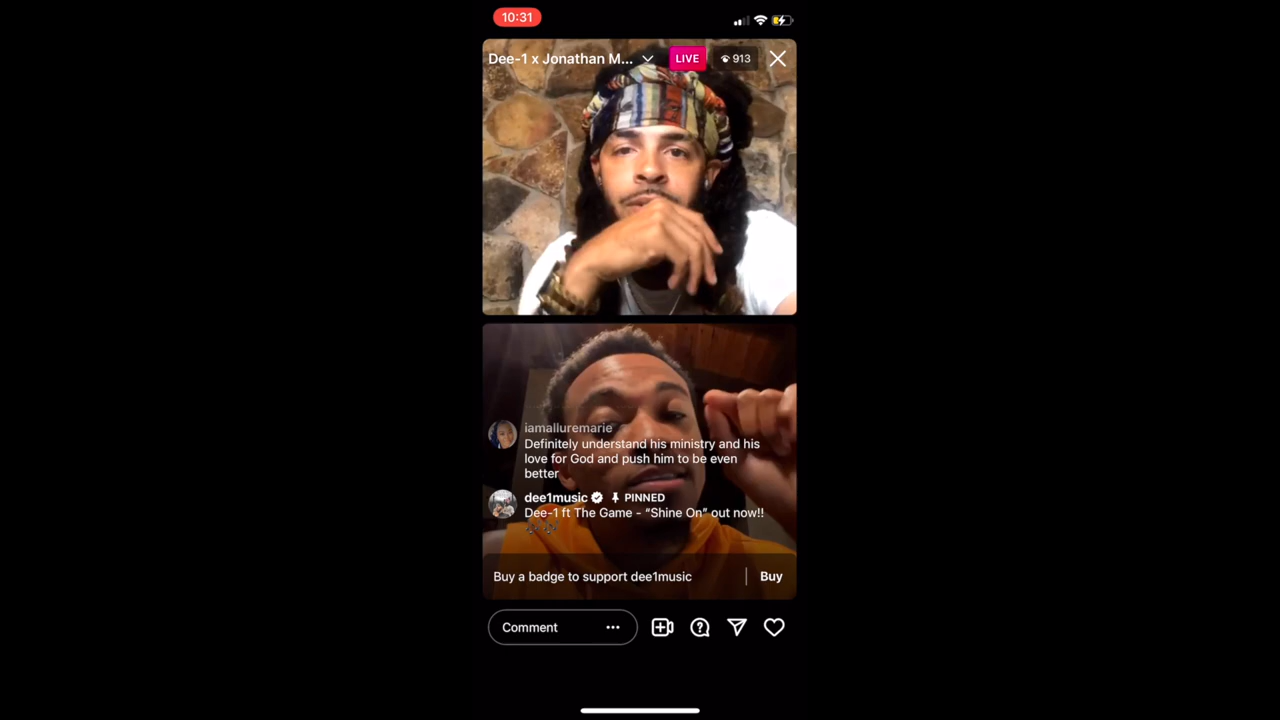 10:31
Dee-1 x Jonathan M...
LIVE
913
iamalluremarie
Definitely understand his ministry and his
love for God and push him to be even
better
dee1music PINNED
Dee-1 ft The Game - “Shine On” out now!!
Buy a badge to support dee1music
Buy
Comment